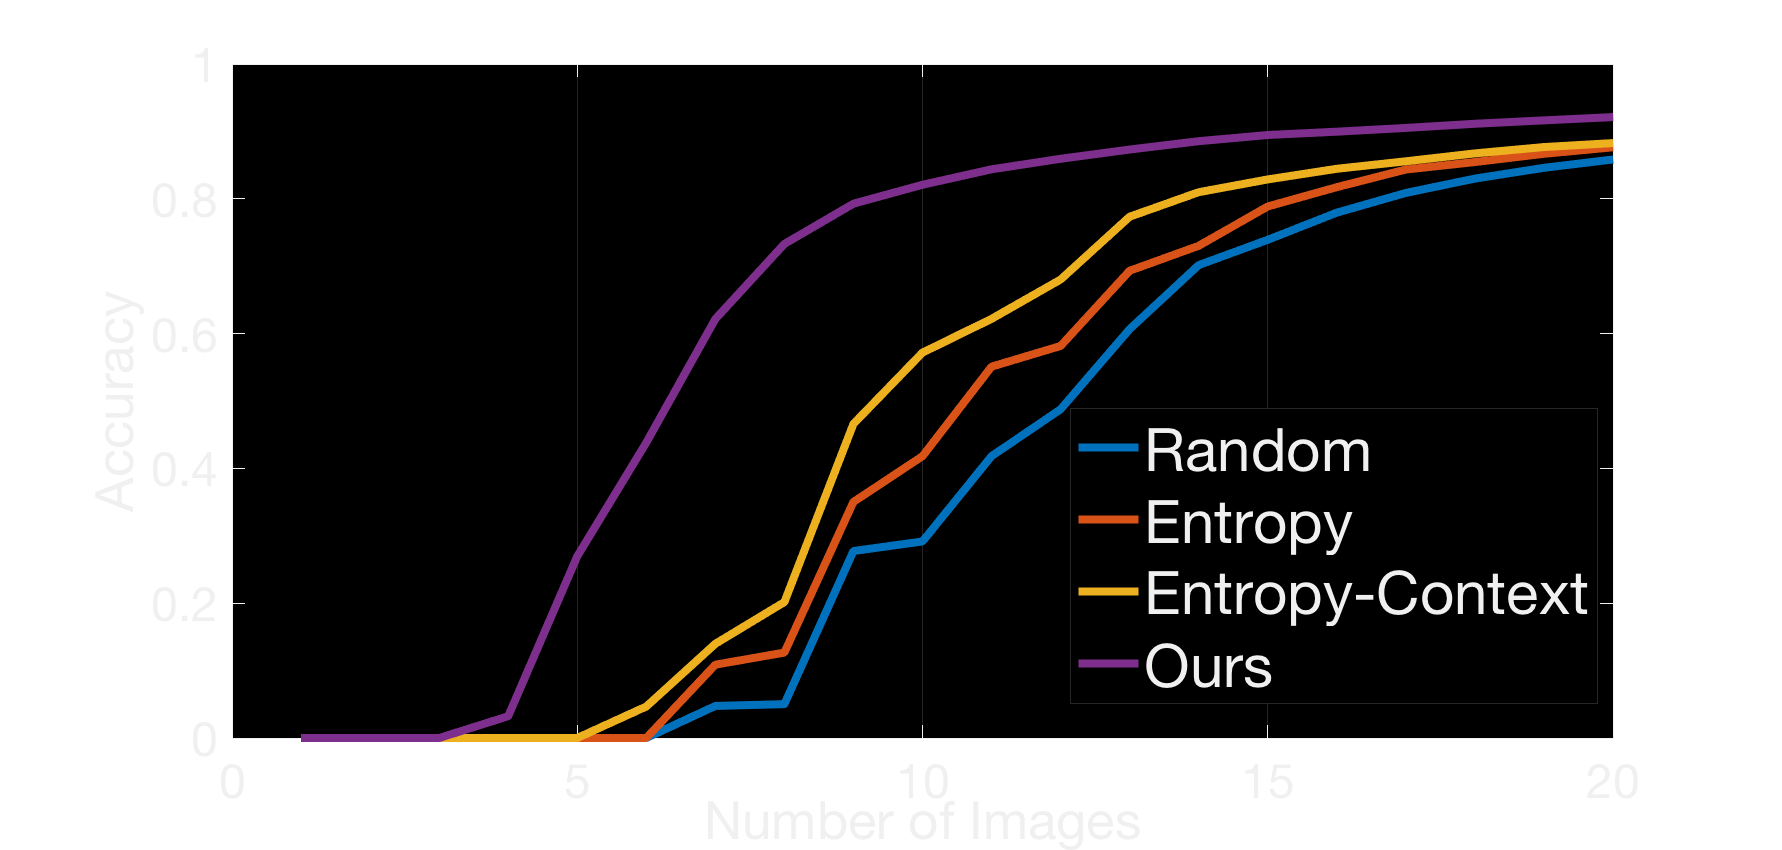 1
0.8
0.6
0.4
0.2
0
Accuracy
0 5 10 15 20
Number of Images
Random
Entropy
Entropy-Context
Ours